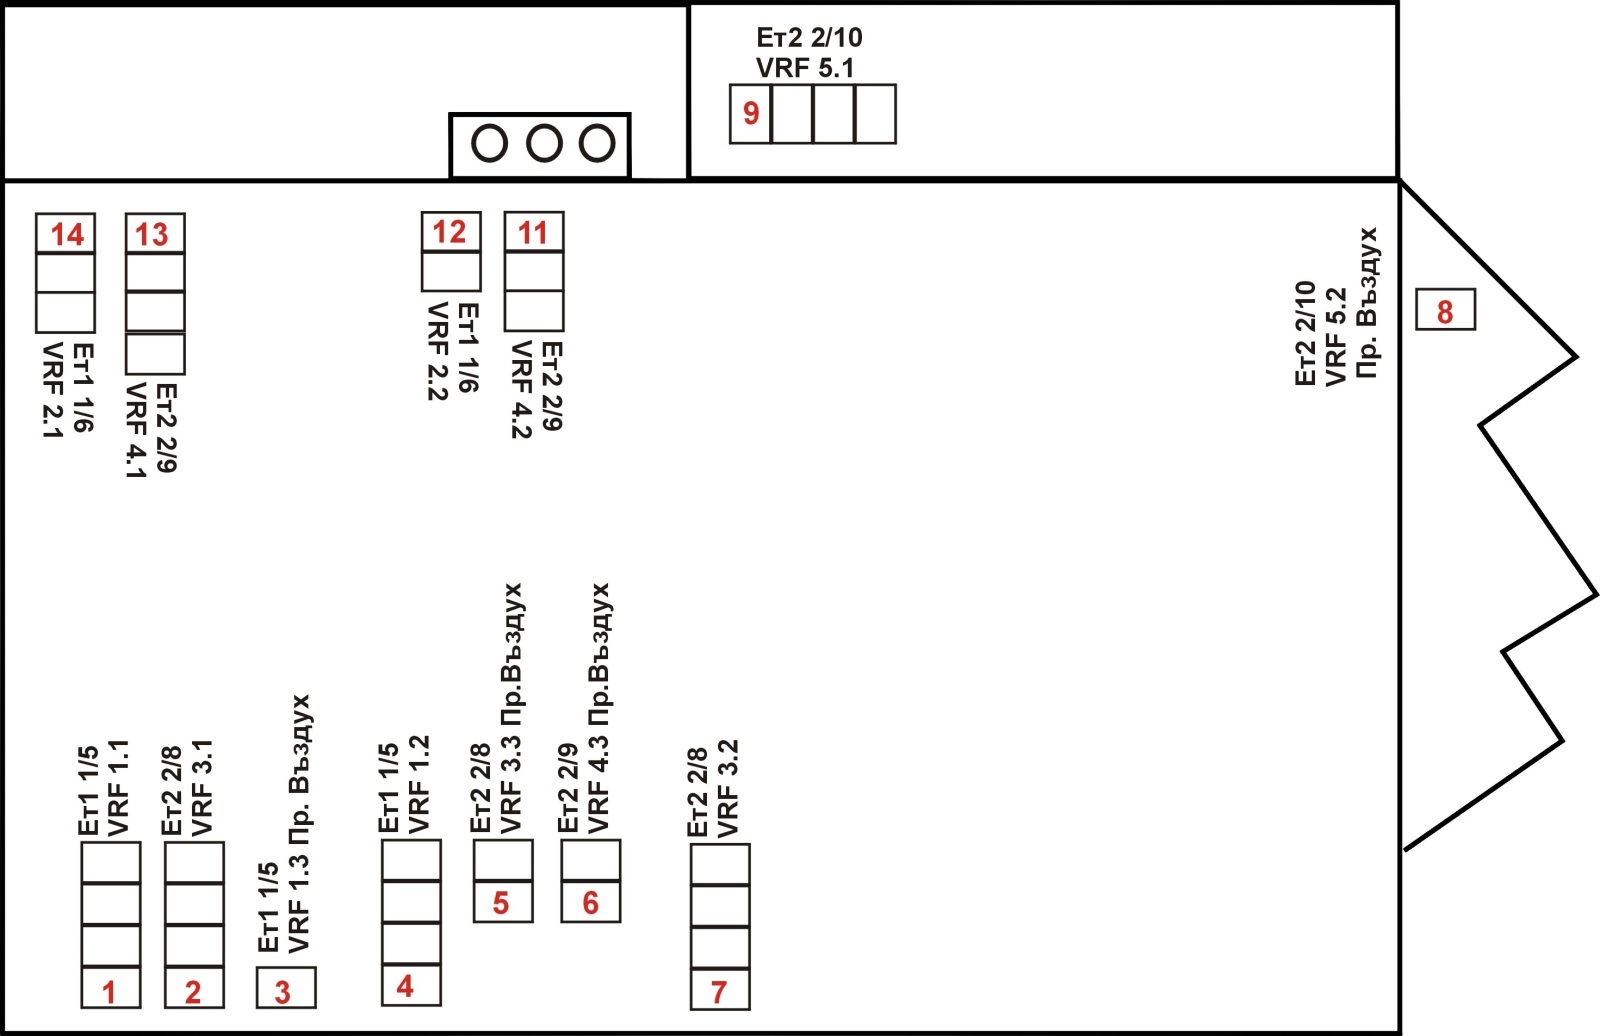 Ет2 2/10
VRF 5.1
9
14
Ет1 1/6
VRF 2.1
13
Ет2 2/9
VRF 4.1
12
Ет1 1/6
VRF 2.2
11
Ет2 2/9
VRF 4.2
Ет2 2/10
VRF 5.2
Пр. Въздух
8
Ет1 1/5
VRF 1.1
1
Ет2 2/8
VRF 3.1
2
Ет1 1/5
VRF 1.3 Пр. Въздух
3
Ет1 1/5
VRF 1.2
4
Ет2 2/8
VRF 3.3 Пр.Въздух
5
Ет2 2/9
VRF 4.3 Пр.Въздух
6
Ет2 2/8
VRF 3.2
7